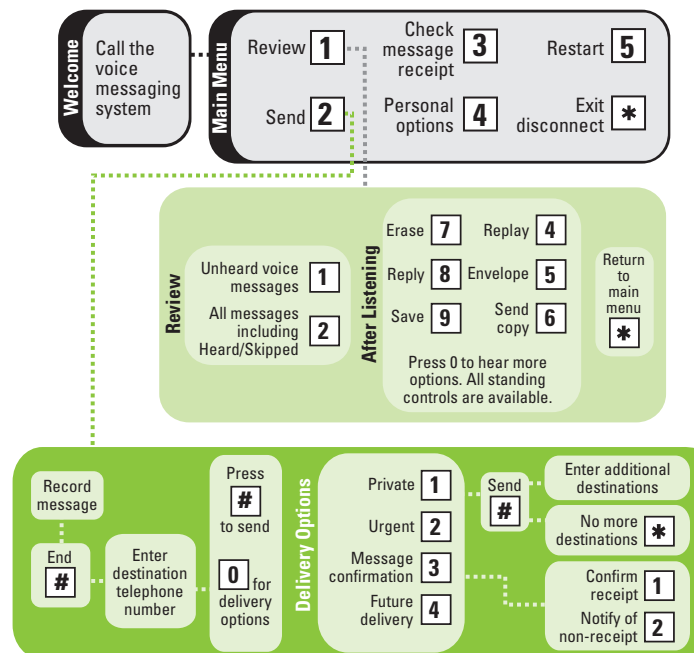 Welcome
Call the
voice
messaging
system
Main Menu
Review 1
Send 2
Check
message
receipt 3
Personal
options 4
Restart 5
Exit
disconnect *
Review
Unheard voice
messages 1
All messages
including
Heard/Skipped 2
After Listening
Erase 7
Replay 4
Reply 8
Envelope 5
Save 9
Send
copy 6
Press 0 to hear more
options. All standing
controls are available.
Return
to
main
menu
*
Record
message
End
#
Enter
destination
telephone
number
Press
#
to send
0 for
delivery
options
Delivery Options
Private 1
Urgent 2
Message
confirmation 3
Future
delivery 4
Send
#
Enter additional
destinations
No more
destinations *
Confirm
receipt 1
Notify of
non-receipt 2